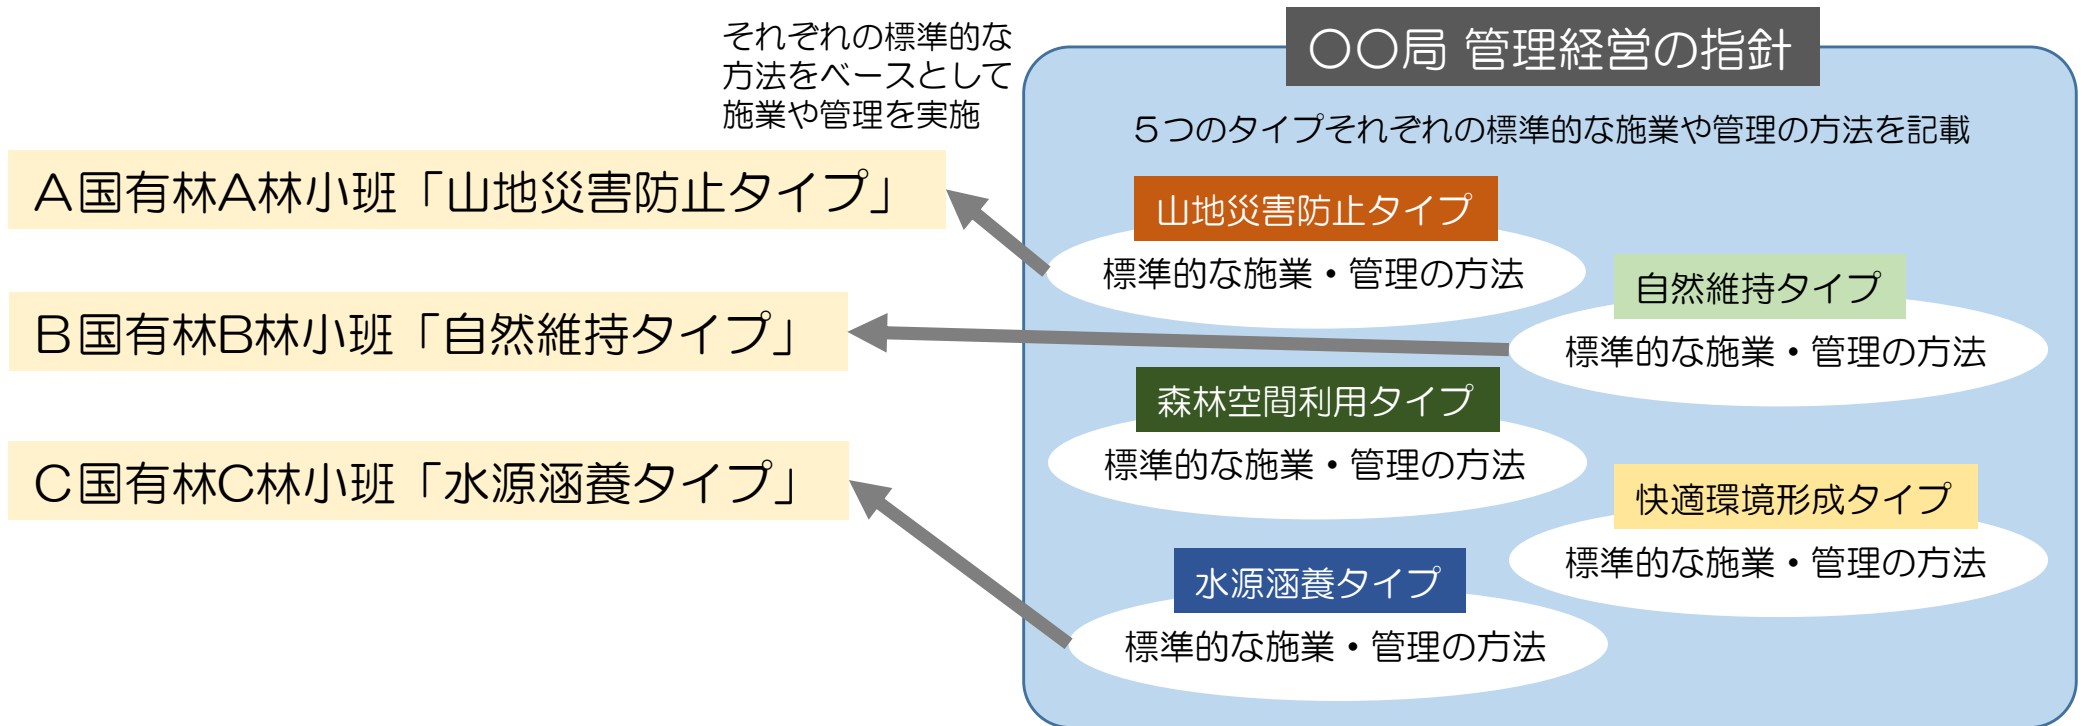 それぞれの標準的な
方法をベースとして
施業や管理を実施
A国有林A林小班「山地災害防止タイプ」
B国有林B林小班「自然維持タイプ」
C国有林C林小班「水源涵養タイプ」
〇〇局 管理経営の指針
５つのタイプそれぞれの標準的な施業や管理の方法を記載
山地災害防止タイプ
標準的な施業・管理の方法
自然維持タイプ
標準的な施業・管理の方法
森林空間利用タイプ
標準的な施業・管理の方法
快適環境形成タイプ
標準的な施業・管理の方法
水源涵養タイプ
標準的な施業・管理の方法